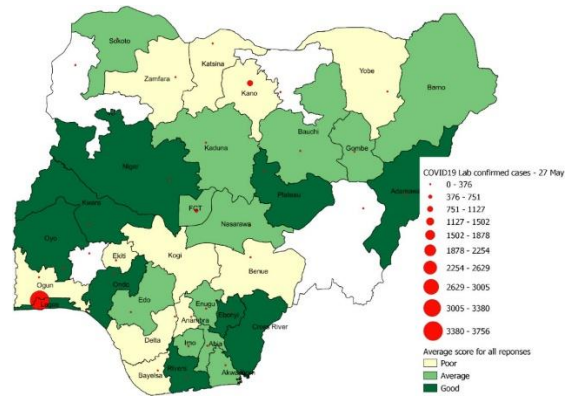 Sokoto
Katsina
Zamfara
Kano
Yobe
Borno
Kaduna
Bauchi
Gombe
Niger
Plateau
Adamawa
Kwara
FCT
Nasarawa
Oyo
Ekiti
Kogi
Benue
Ogun
Lagos
Ondo
Edo
Enugu
Ebonyi
Anambra
Cross River
Delta
Imo
Abia
Bayelsa
Rivers
Akwa Ibom
COVID19 Lab confirmed cases - 27 May
0 - 376
376 - 751
751 - 1127
1127 - 1502
1502 - 1878
1878 - 2254
2254 - 2629
2629 - 3005
3005 - 3380
3380 - 3756
Average score for all reponses
Poor
Average
Good